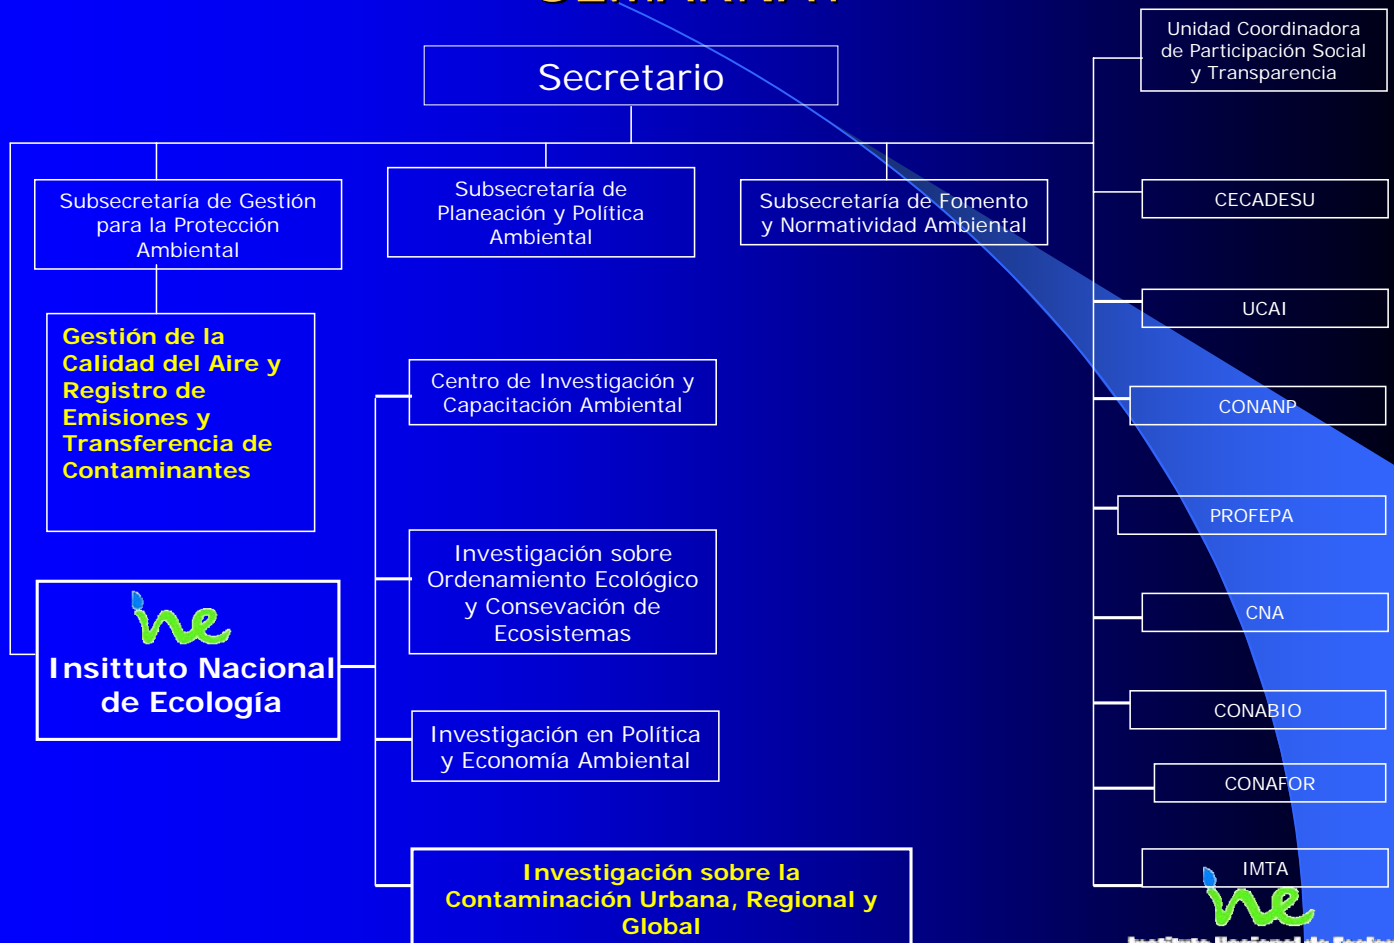 SEMARNAT
Secretario
Unidad Coordinadora
de Participación Social
y Transparencia
Subsecretaría de Gestión
para la Protección
Ambiental
Subsecretaría de
Planeación y Política
Ambiental
Subsecretaría de Fomento
y Normatividad Ambiental
CECADESU
UCAI
Gestión de la
Calidad del Aire y
Registro de
Emisiones y
Transferencia de
Contaminantes
Centro de Investigación y
Capacitación Ambiental
CONANP
PROFEPA
Investigación sobre
Ordenamiento Ecológico
y Consevación de
Ecosistemas
ine
Insittuto Nacional
de Ecología
CNA
CONABIO
Investigación en Política
y Economía Ambiental
CONAFOR
Investigación sobre la
Contaminación Urbana, Regional y
Global
IMTA
ine